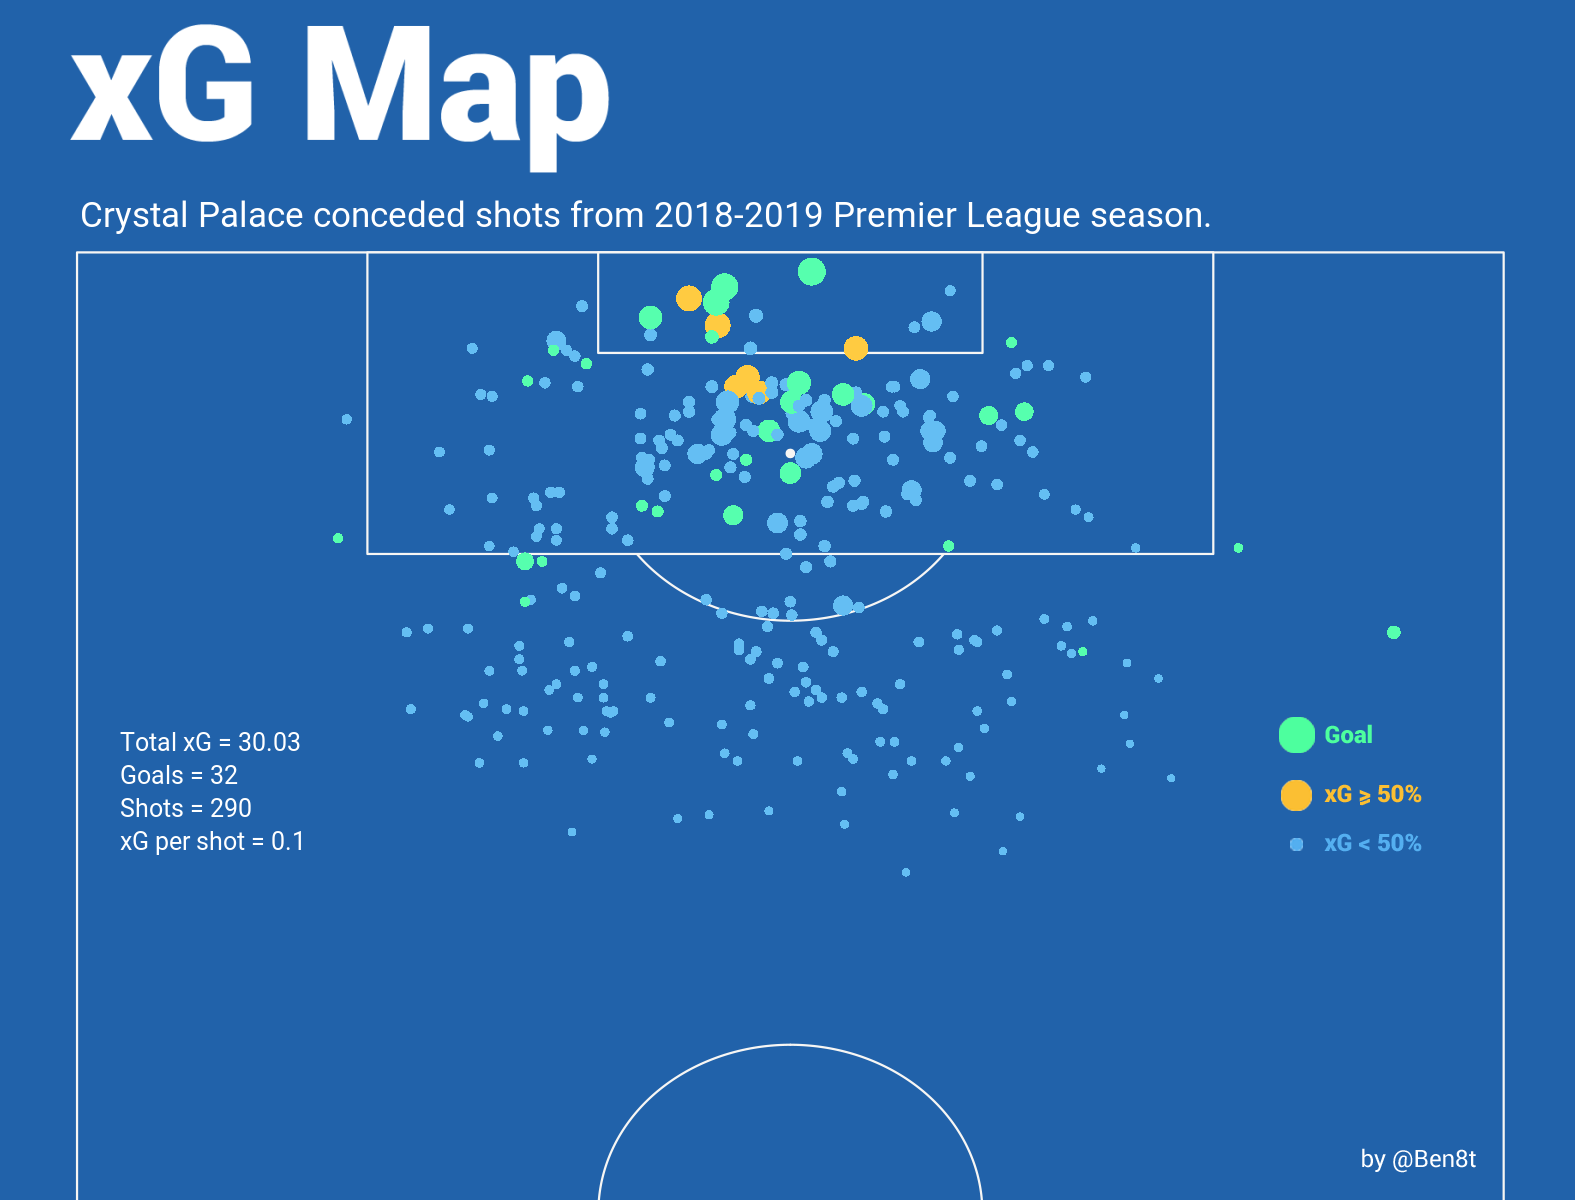 xG Map
Crystal Palace conceded shots from 2018-2019 Premier League season.
Total xG = 30.03
Goals = 32
Shots = 290
xG per shot = 0.1
Goal
xG ⩾ 50%
xG < 50%
by @Ben8t